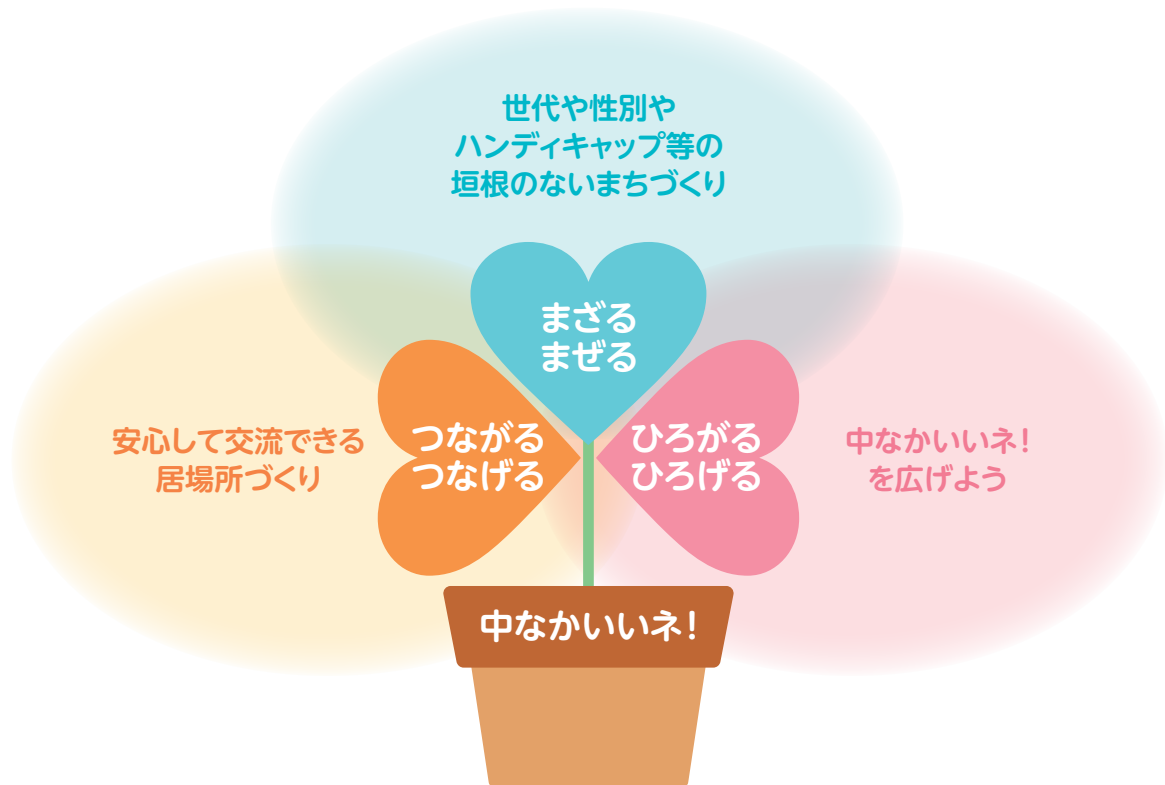 世代や性別や
ハンディキャップ等の
垣根のないまちづくり
まざる
まぜる
安心して交流できる
居場所づくり
つながる
つなげる
ひろがる
ひろげる
中なかいいネ!
を広げよう
中なかいいネ!